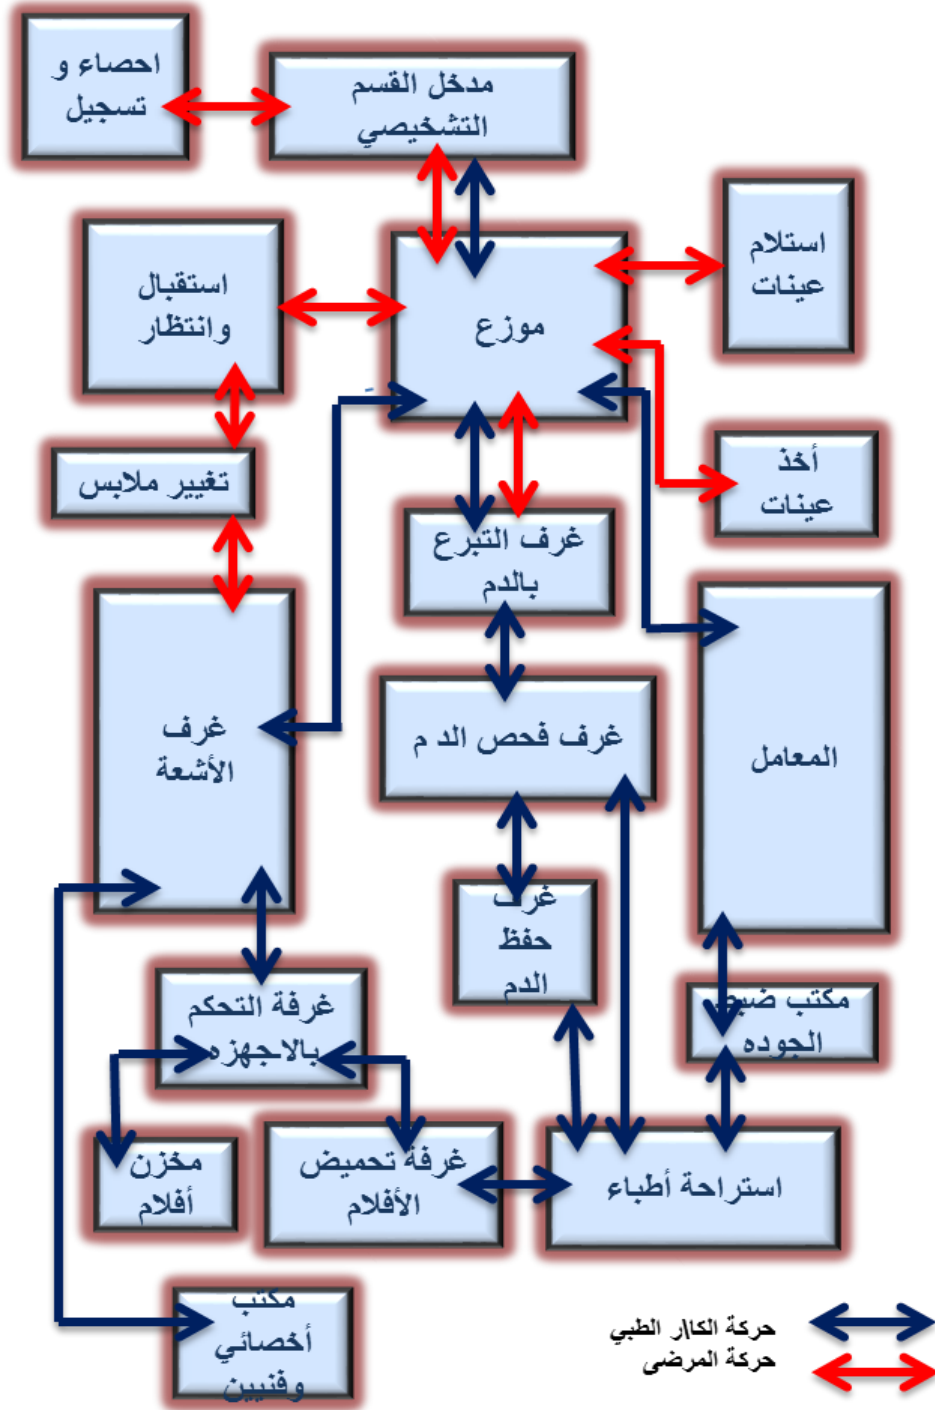 احصاء و
تسجيل
مدخل القسم
التشخيصي
استلام
عينات
استقبال
وانتظار
موزع
أخذ
عينات
تغيير ملابس
غرف التبرع
بالدم
غرف
الأشعة
غرف فحص الد م
المعامل
غرف
حفظ
الدم
غرفة التحكم
بالاجهزه
مكتب ضبط
الجوده
مخزن
أفلام
غرفة تحميض
الأفلام
استراحة أطباء
مكتب
أخصائي
وفنيين
حركة الكا\ر الطبي
حركة المرضى